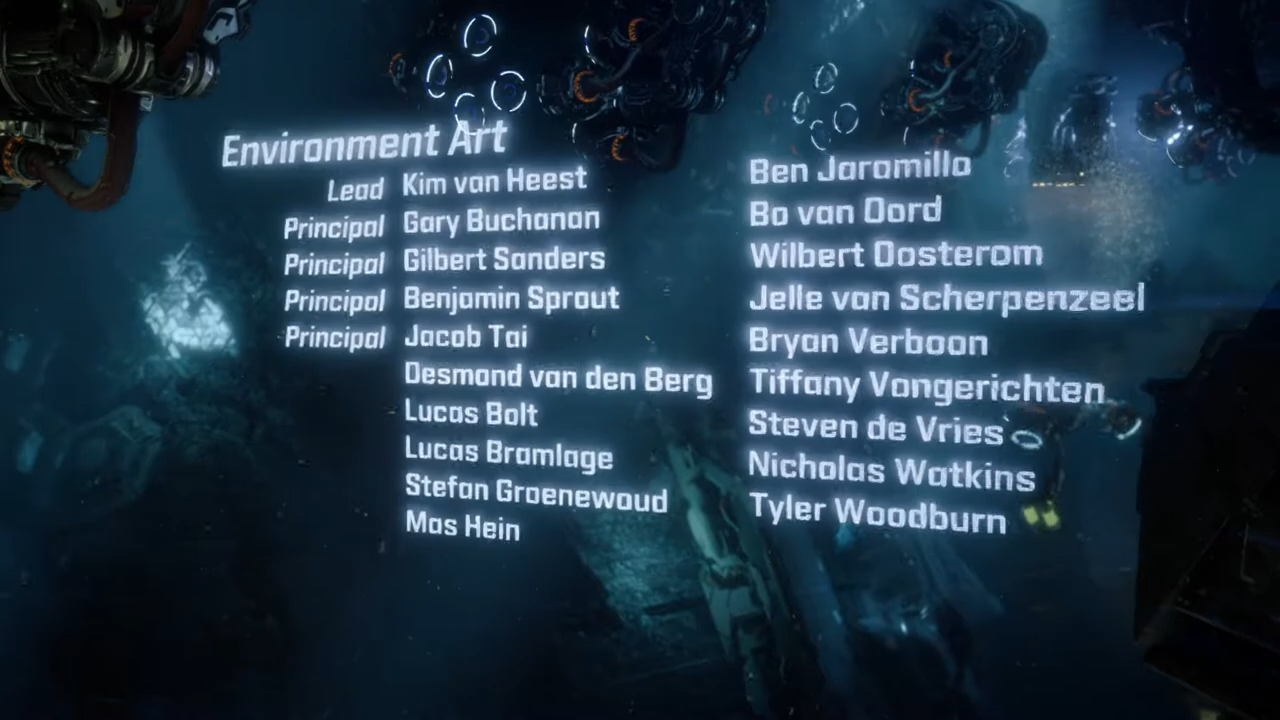 Environment Art
Lead Kim van Heest
Principal Gary Buchanan
Principal Gilbert Sanders
Principal Benjamin Sprout
Principal Jacob Tai
Desmond van den Berg
Lucas Bolt
Lucas Bramlage
Stefan Groenewoud
Mas Hein
Ben Jaramillo
Bo van Oord
Wilbert Oosterom
Jelle van Scherpenzeel
Bryan Verboon
Tiffany Vongerichten
Steven de Vries
Nicholas Watkins
Tyler Woodburn